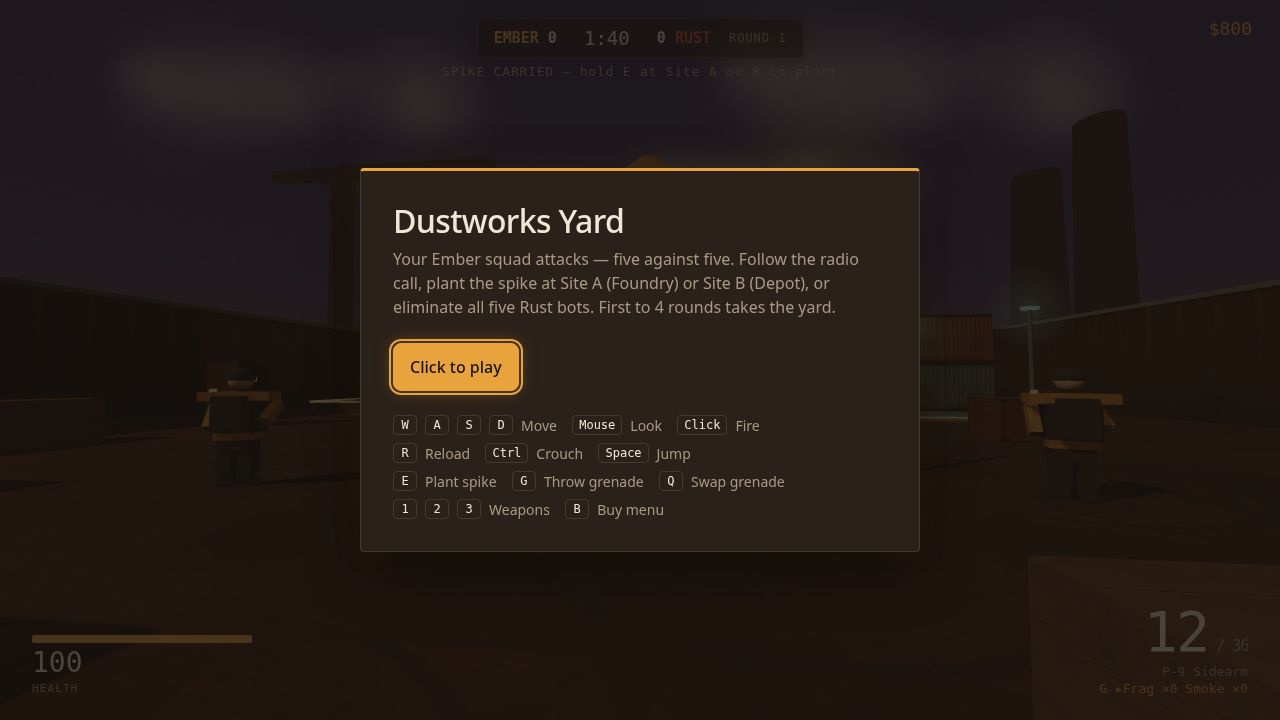 EMBER 0 1:40 0 RUST ROUND 1
$800
SPIKE CARRIED — hold E at Site A or B to plant
Dustworks Yard
Your Ember squad attacks — five against five. Follow the radio
call, plant the spike at Site A (Foundry) or Site B (Depot), or
eliminate all five Rust bots. First to 4 rounds takes the yard.
Click to play
W A S D Move Mouse Look Click Fire
R Reload Ctrl Crouch Space Jump
E Plant spike G Throw grenade Q Swap grenade
1 2 3 Weapons B Buy menu
100
HEALTH
12 / 36
P-9 Sidearm
G ▸Frag ×0 Smoke ×0